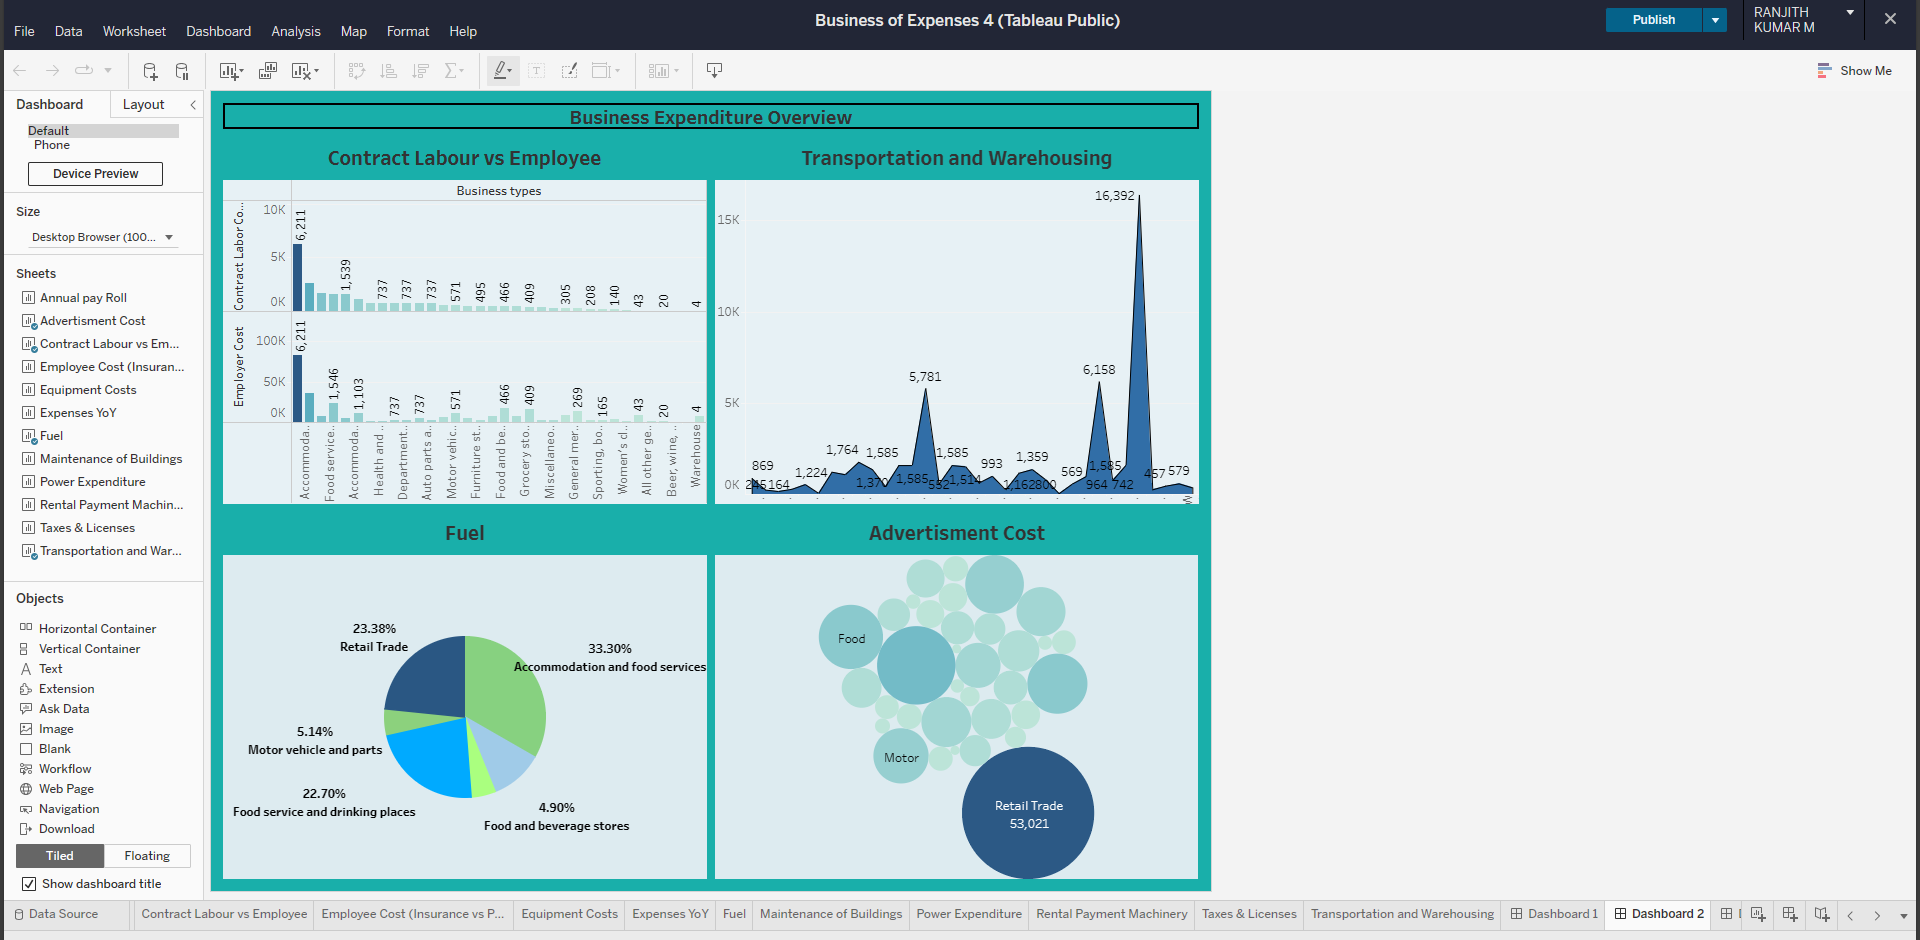 Business of Expenses 4 (Tableau Public)
Publish
RANJITH
KUMAR M
File Data Worksheet Dashboard Analysis Map Format Help
Show Me
Dashboard Layout
Default
Phone
Device Preview
Size
Desktop Browser (100...
Sheets
Annual pay Roll
Advertisment Cost
Contract Labour vs Em...
Employee Cost (Insuran...
Equipment Costs
Expenses YoY
Fuel
Maintenance of Buildings
Power Expenditure
Rental Payment Machin...
Taxes & Licenses
Transportation and War...
Objects
Horizontal Container
Vertical Container
Text
Extension
Ask Data
Image
Blank
Workflow
Web Page
Navigation
Download
Tiled Floating
Show dashboard title
Business Expenditure Overview
Contract Labour vs Employee
Business types
Contract Labor Co...
10K
5K
0K
6,211 1,539 737 737 737 571 495 466 409 305 208 140 43 20 4
Employer Cost
100K
50K
0K
6,211 1,546 1,103 737 737 571 466 409 269 165 43 20 4
Accommoda.. Food service.. Accommoda.. Health and .. Department.. Auto parts a.. Motor vehic.. Furniture st.. Food and be.. Grocery sto.. Miscellaneo.. General mer.. Sporting, bo.. Women's cl.. All other ge.. Beer, wine, .. Warehouse
Transportation and Warehousing
15K
10K
5K
0K
16,392
6,158
5,781
1,764 1,585 1,585
869 1,224 993 1,359 569 1,585 457 579
164 1,370 1,585 552 1,514 1,162 800 964 742
Fuel
23.38%
Retail Trade
33.30%
Accommodation and food services
5.14%
Motor vehicle and parts
22.70%
Food service and drinking places
4.90%
Food and beverage stores
Advertisment Cost
Food
Motor
Retail Trade
53,021
Data Source Contract Labour vs Employee Employee Cost (Insurance vs P... Equipment Costs Expenses YoY Fuel Maintenance of Buildings Power Expenditure Rental Payment Machinery Taxes & Licenses Transportation and Warehousing Dashboard 1 Dashboard 2